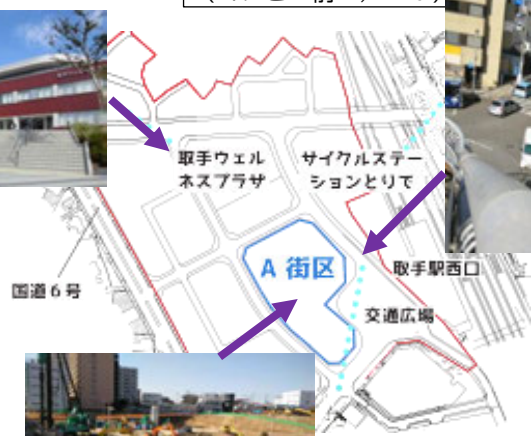 取手ウェル
ネスプラザ
サイクルステー
ションとりで
A 街区
取手駅西口
国道6号
交通広場